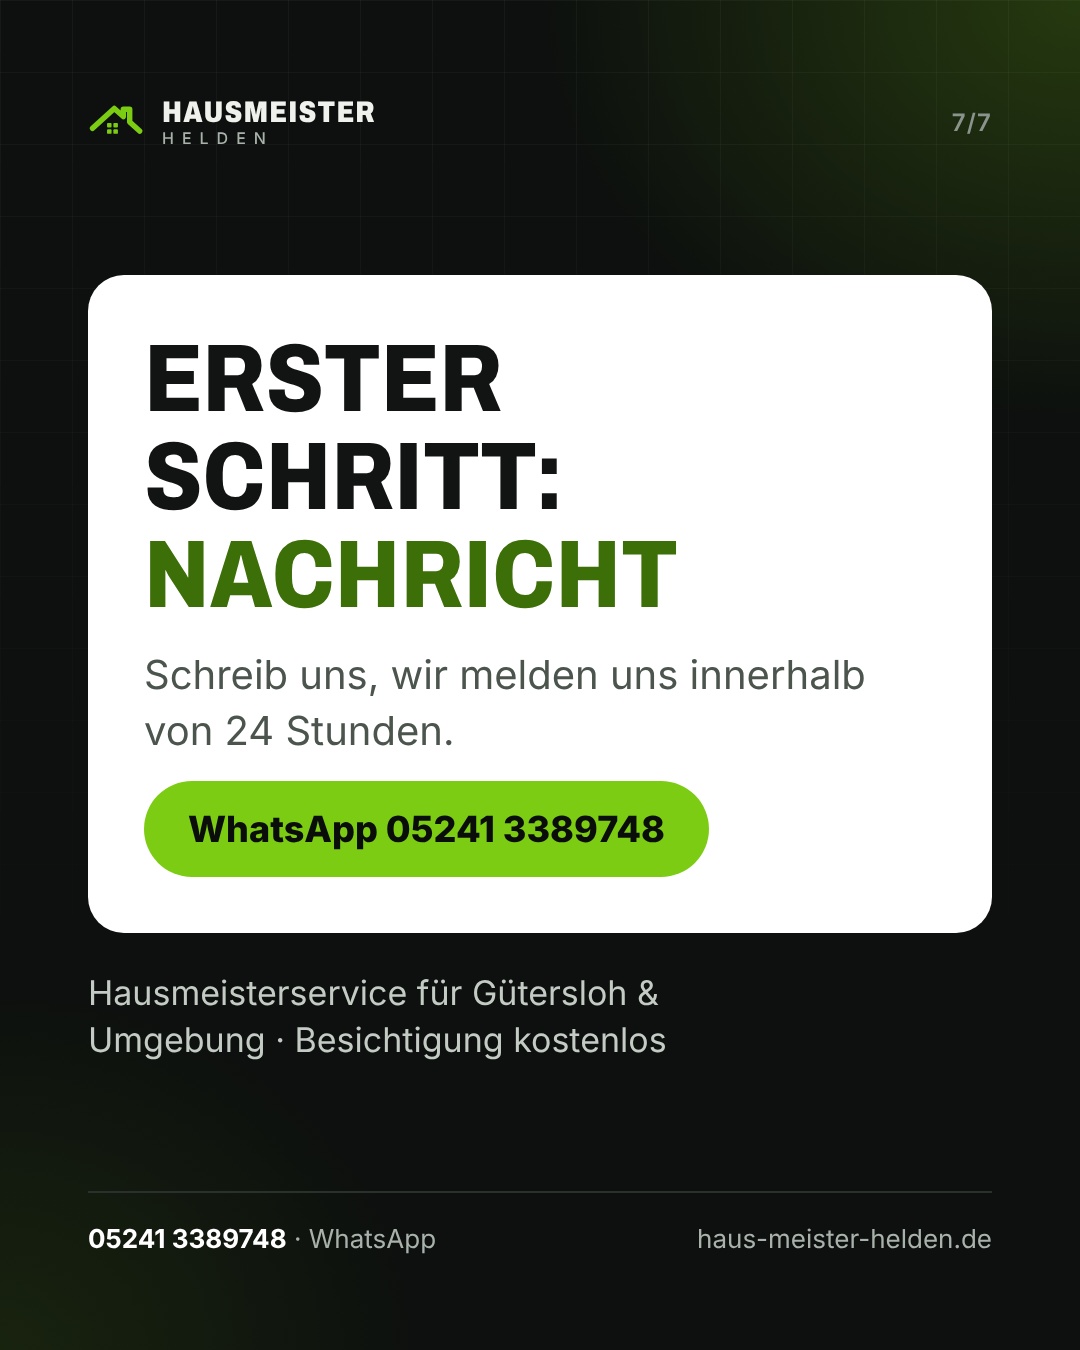 HAUSMEISTER
HELDEN
7/7
ERSTER
SCHRITT:
NACHRICHT
Schreib uns, wir melden uns innerhalb
von 24 Stunden.
WhatsApp 05241 3389748
Hausmeisterservice für Gütersloh &
Umgebung · Besichtigung kostenlos
05241 3389748 · WhatsApp
haus-meister-helden.de